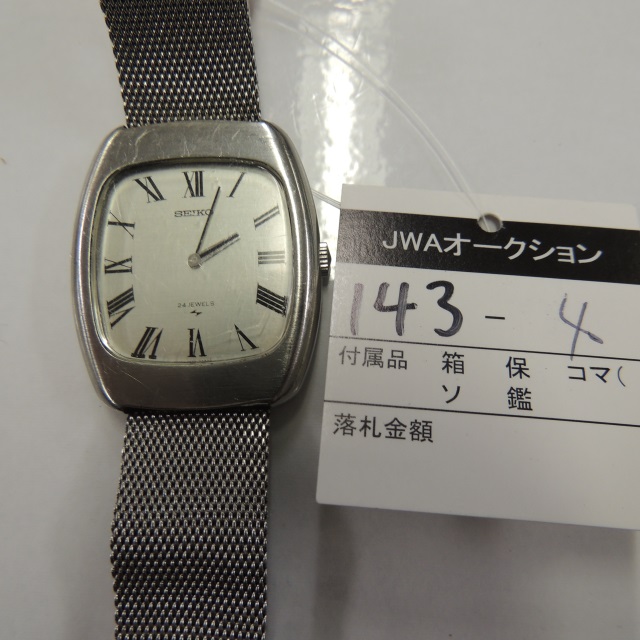 XII
SEIKO
24 JEWELS
JWAオークション
143-4
付属品 箱 保 コマ(
ソ 鑑
落札金額